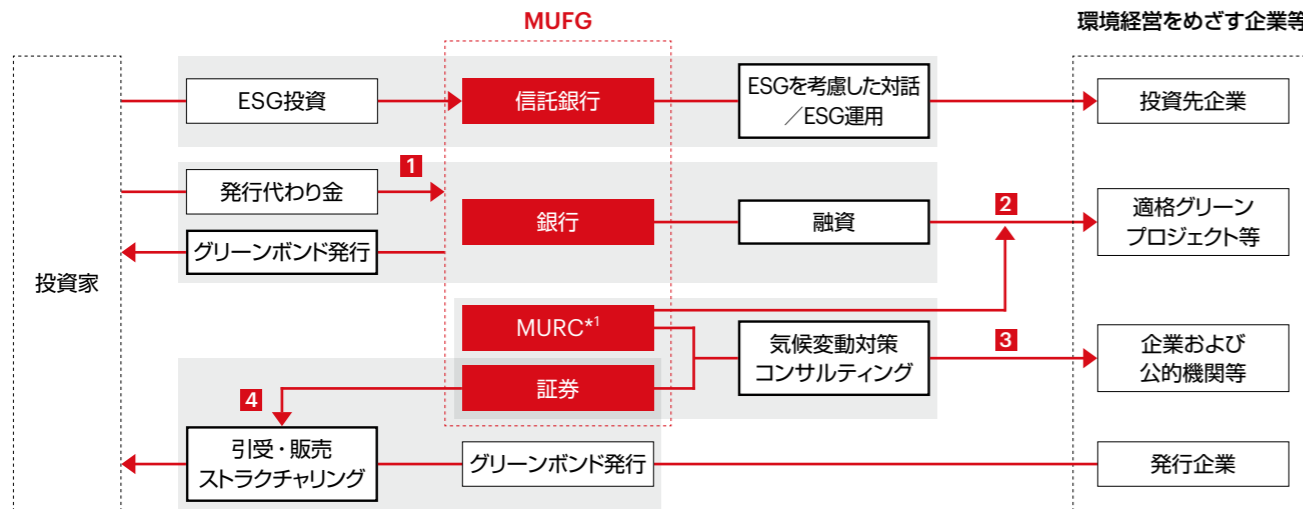 MUFG
環境経営をめざす企業等
ESG投資
信託銀行
ESGを考慮した対話
／ESG運用
投資先企業
1
発行代わり金
グリーンボンド発行
銀行
融資
2
適格グリーン
プロジェクト等
投資家
MURC*1
証券
気候変動対策
コンサルティング
3
企業および
公的機関等
4
引受・販売
ストラクチャリング
グリーンボンド発行
発行企業